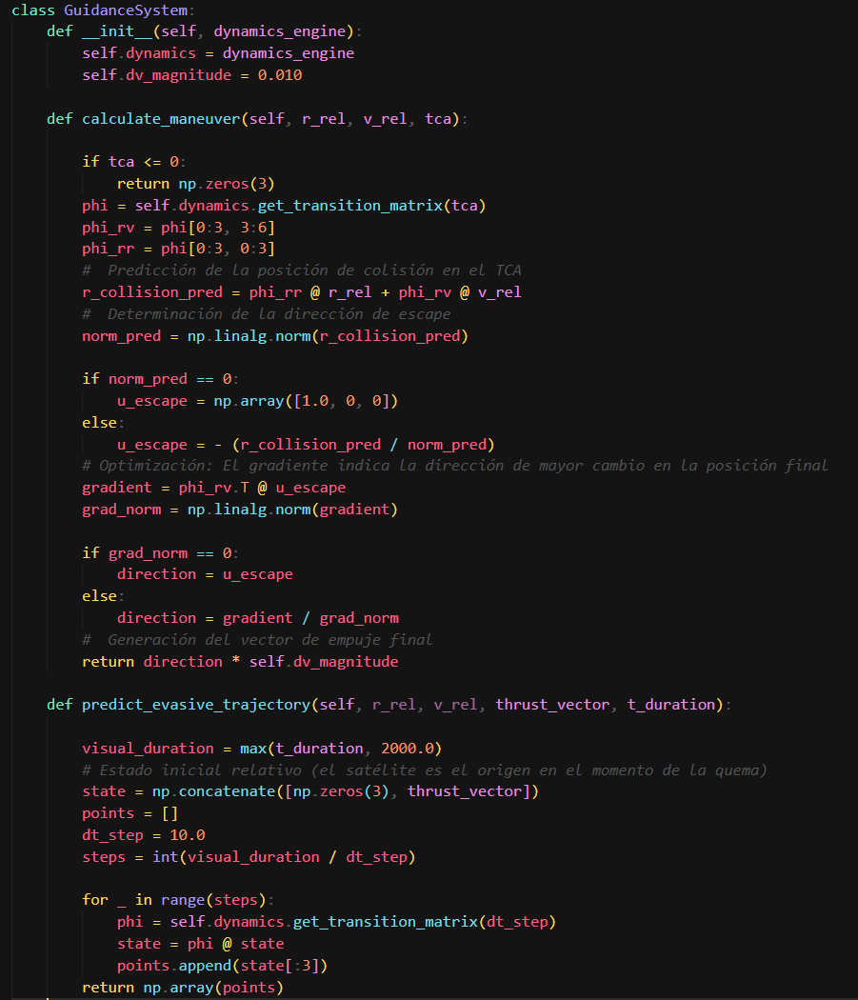 class GuidanceSystem:
    def __init__(self, dynamics_engine):
        self.dynamics = dynamics_engine
        self.dv_magnitude = 0.010
    def calculate_maneuver(self, r_rel, v_rel, tca):
        if tca <= 0:
            return np.zeros(3)
        phi = self.dynamics.get_transition_matrix(tca)
        phi_rv = phi[0:3, 3:6]
        phi_rr = phi[0:3, 0:3]
        #  Predicción de la posición de colisión en el TCA
        r_collision_pred = phi_rr @ r_rel + phi_rv @ v_rel
        #  Determinación de la dirección de escape
        norm_pred = np.linalg.norm(r_collision_pred)
        if norm_pred == 0:
            u_escape = np.array([1.0, 0, 0])
        else:
            u_escape = - (r_collision_pred / norm_pred)
        # Optimización: El gradiente indica la dirección de mayor cambio en la posición final
        gradient = phi_rv.T @ u_escape
        grad_norm = np.linalg.norm(gradient)
        if grad_norm == 0:
            direction = u_escape
        else:
            direction = gradient / grad_norm
        #  Generación del vector de empuje final
        return direction * self.dv_magnitude
    def predict_evasive_trajectory(self, r_rel, v_rel, thrust_vector, t_duration):
        visual_duration = max(t_duration, 2000.0)
        # Estado inicial relativo (el satélite es el origen en el momento de la quema)
        state = np.concatenate([np.zeros(3), thrust_vector])
        points = []
        dt_step = 10.0
        steps = int(visual_duration / dt_step)
        for _ in range(steps):
            phi = self.dynamics.get_transition_matrix(dt_step)
            state = phi @ state
            points.append(state[:3])
        return np.array(points)